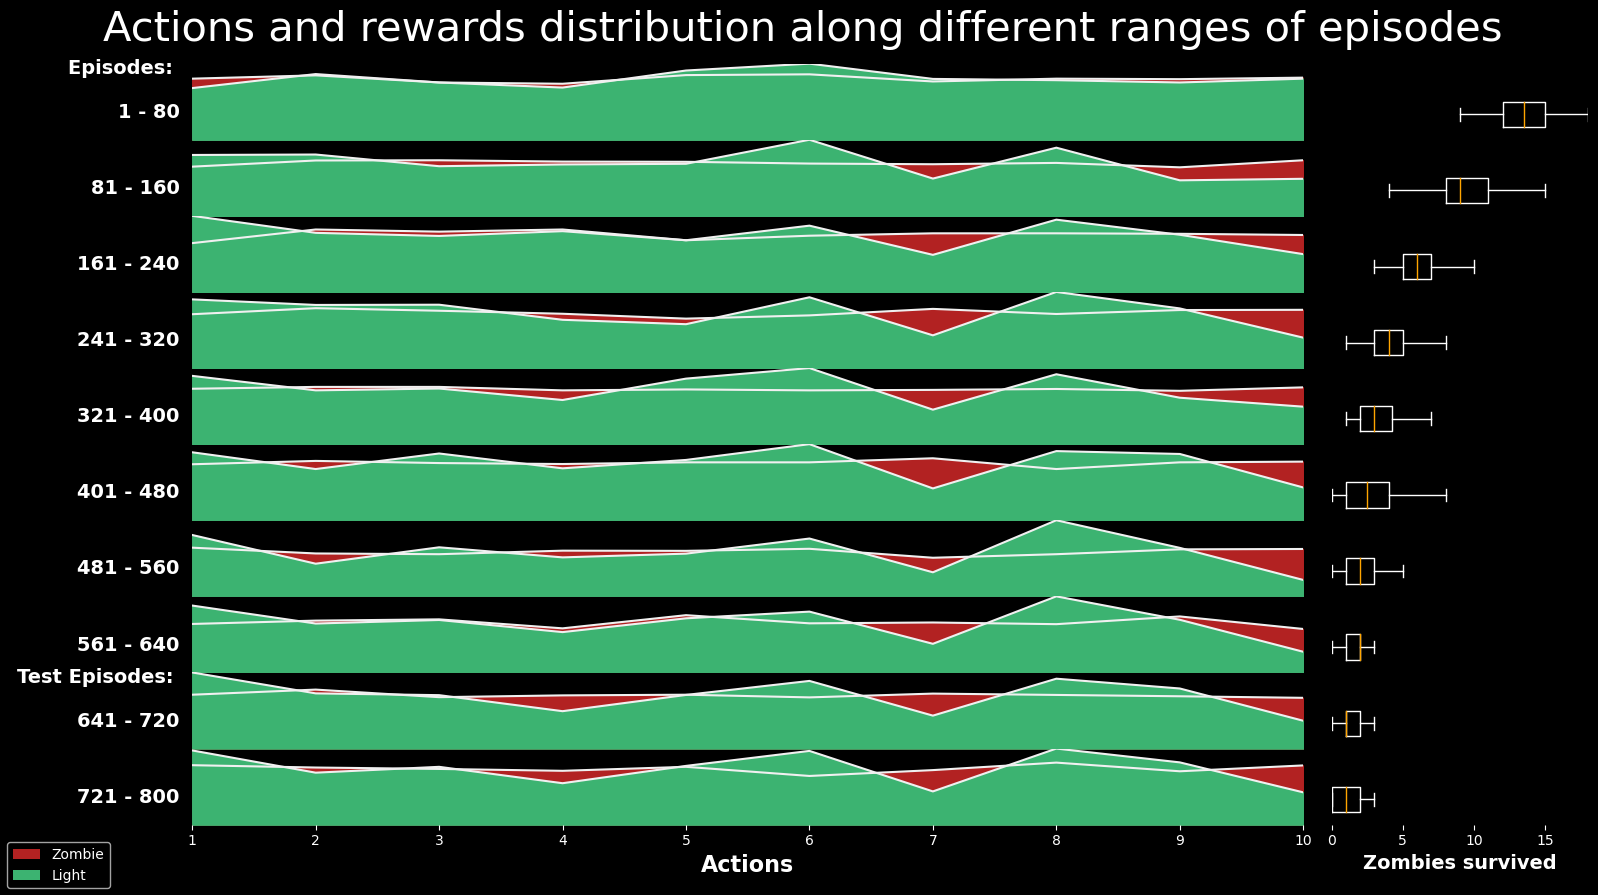 Actions and rewards distribution along different ranges of episodes
Episodes:
1 - 80
81 - 160
161 - 240
241 - 320
321 - 400
401 - 480
481 - 560
561 - 640
Test Episodes:
641 - 720
721 - 800
1 2 3 4 5 6 7 8 9 10
Actions
0 5 10 15
Zombies survived
Zombie
Light